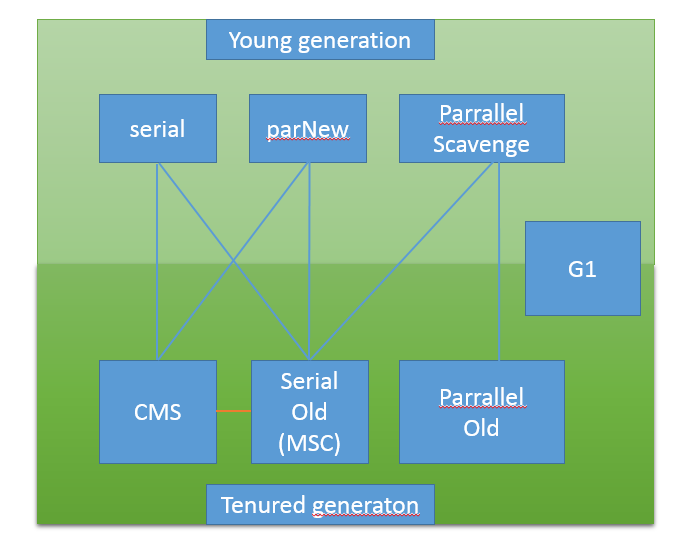 Young generation
serial
parNew
Parrallel
Scavenge
G1
CMS
Serial
Old
(MSC)
Parrallel
Old
Tenured generaton